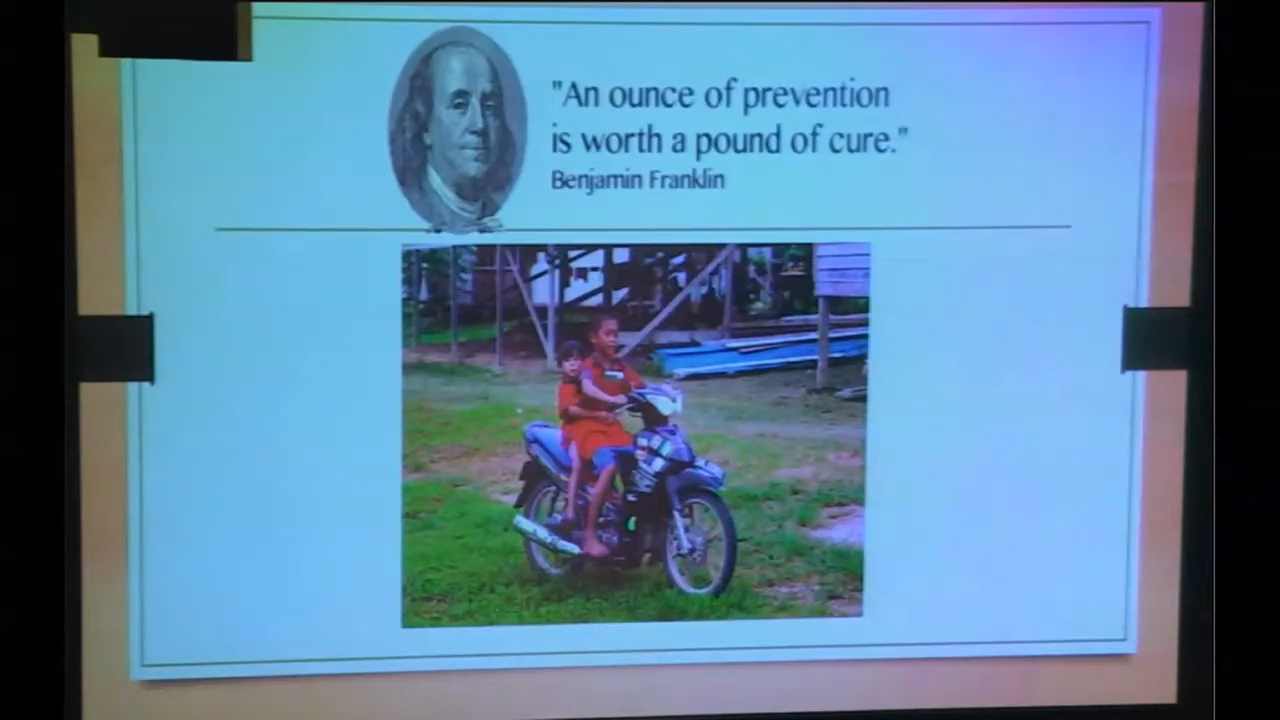 "An ounce of prevention
is worth a pound of cure."
Benjamin Franklin